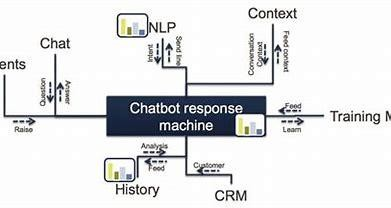 NLP
Context
Chat
ents
Intent
Send line
Conversation
Context
Feed context
Question
Answer
Chatbot response
machine
Raise
Feed
Learn
Training M
Analysis
Feed
Customer
History
CRM